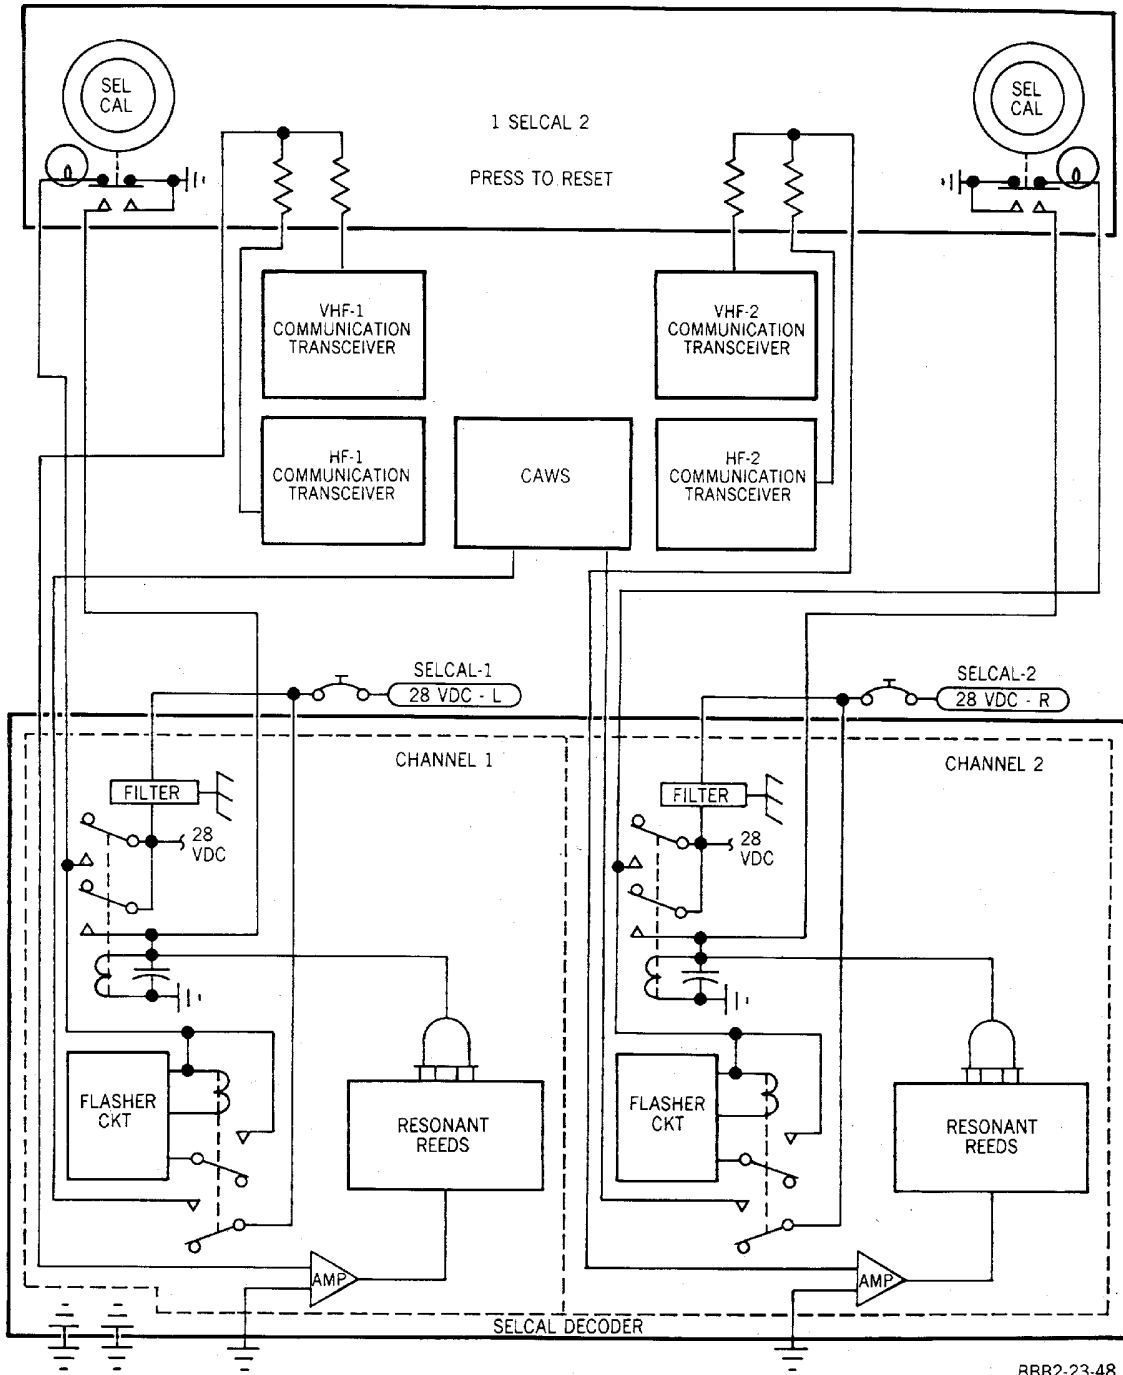 SEL
CAL
SEL
CAL
1 SELCAL 2
PRESS TO RESET
VHF-1
COMMUNICATION
TRANSCEIVER
VHF-2
COMMUNICATION
TRANSCEIVER
HF-1
COMMUNICATION
TRANSCEIVER
CAWS
HF-2
COMMUNICATION
TRANSCEIVER
SELCAL-1
28 VDC - L
SELCAL-2
28 VDC - R
CHANNEL 1
CHANNEL 2
FILTER
28
VDC
FILTER
28
VDC
FLASHER
CKT
RESONANT
REEDS
FLASHER
CKT
RESONANT
REEDS
AMP
AMP
SELCAL DECODER
BBB2-23-48